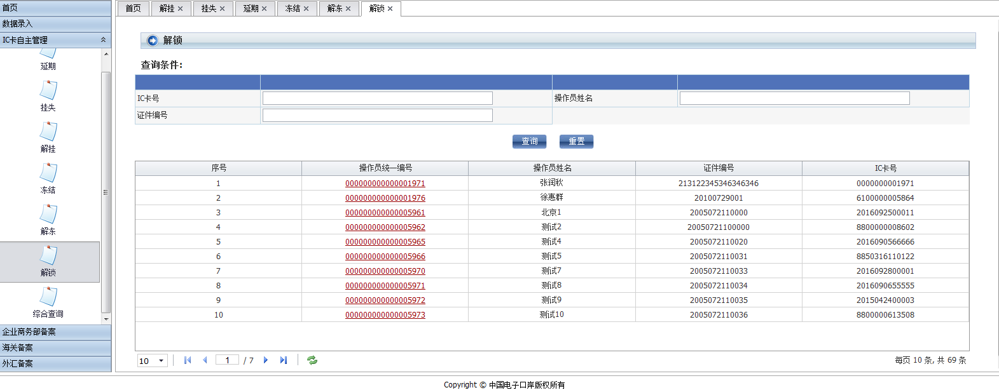 首页
数据录入
IC卡自主管理
延期
挂失
解挂
冻结
解冻
解锁
综合查询
企业商务部备案
海关备案
外汇备案
首页 解挂 挂失 延期 冻结 解冻 解锁
解锁
查询条件:
IC卡号 操作员姓名
证件编号
查询 重置
序号 操作员统一编号 操作员姓名 证件编号 IC卡号
1 000000000000001971 张润秋 213122345346346346 0000000001971
2 000000000000001976 徐惠群 20100729001 6100000005864
3 000000000000005961 北京1 2005072110000 2016092500011
4 000000000000005962 测试2 20050721100000 8800000008602
5 000000000000005965 测试4 2005072110020 2016090566666
6 000000000000005966 测试5 2005072110031 8850316110122
7 000000000000005970 测试7 2005072110033 2016092800001
8 000000000000005971 测试8 2005072110034 2016090655555
9 000000000000005972 测试9 2005072110035 2015042400003
10 000000000000005973 测试10 2005072110036 8800000613508
10 1 / 7 每页 10 条, 共 69 条
Copyright © 中国电子口岸版权所有